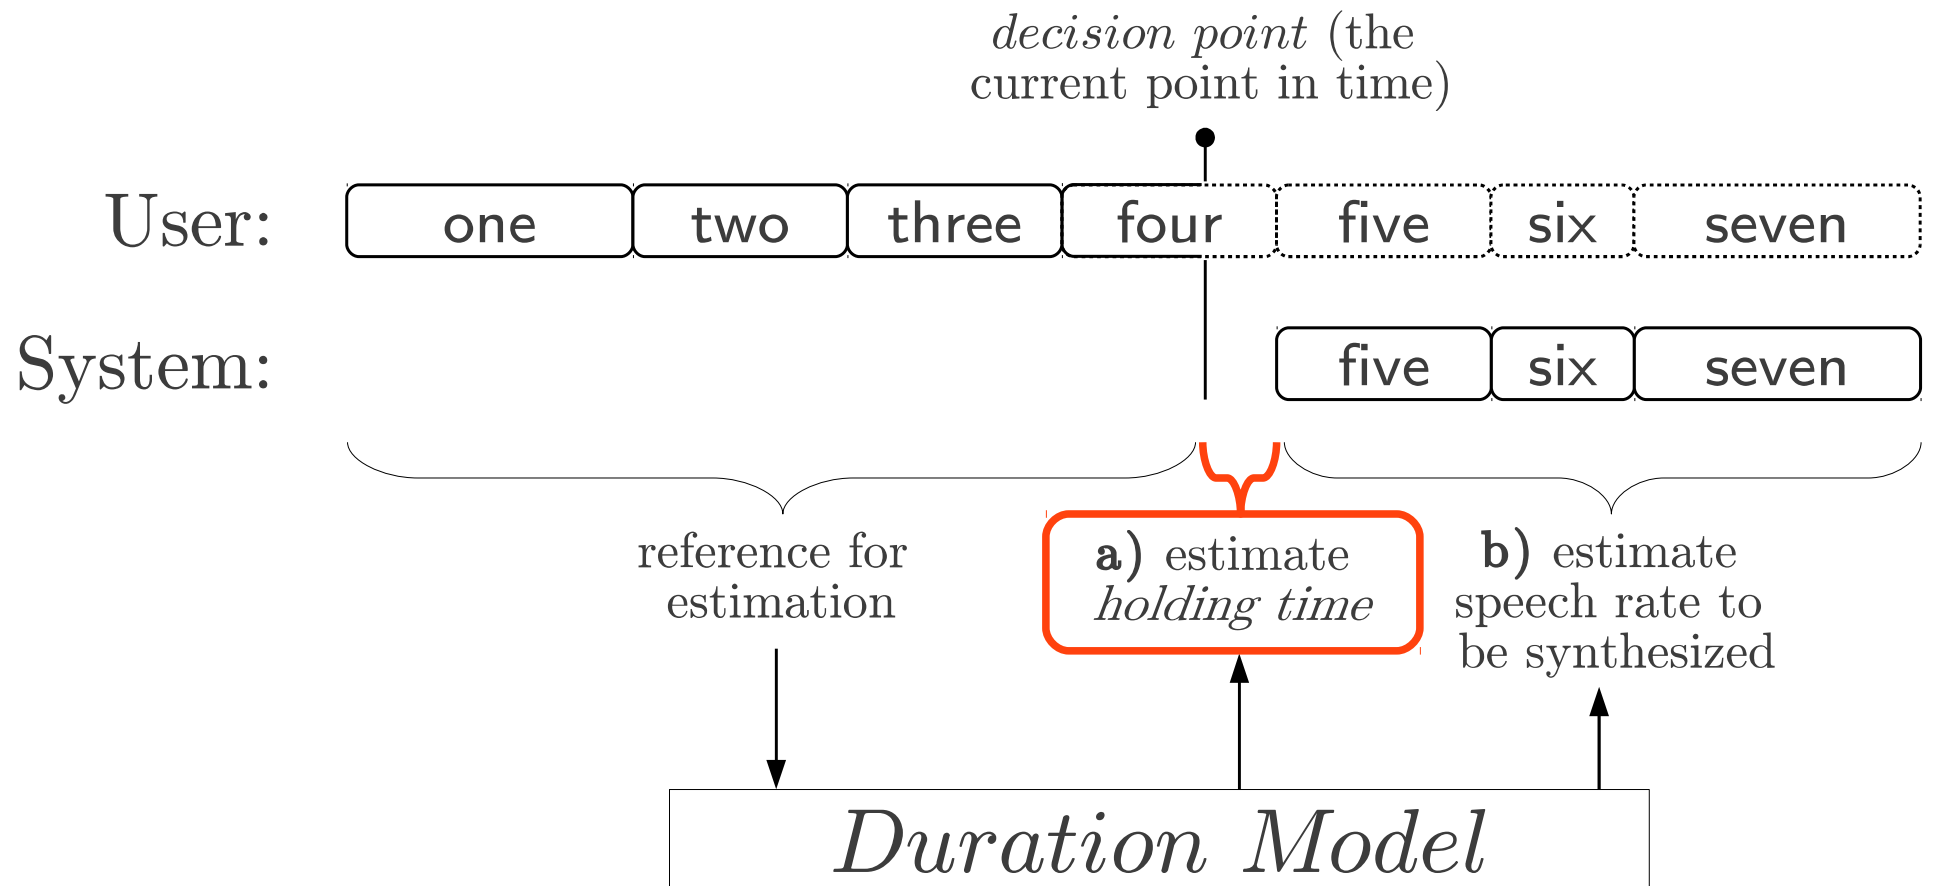 decision point (the
current point in time)
User: one two three four five six seven
System: five six seven
reference for
estimation
a) estimate
holding time
b) estimate
speech rate to
be synthesized
Duration Model